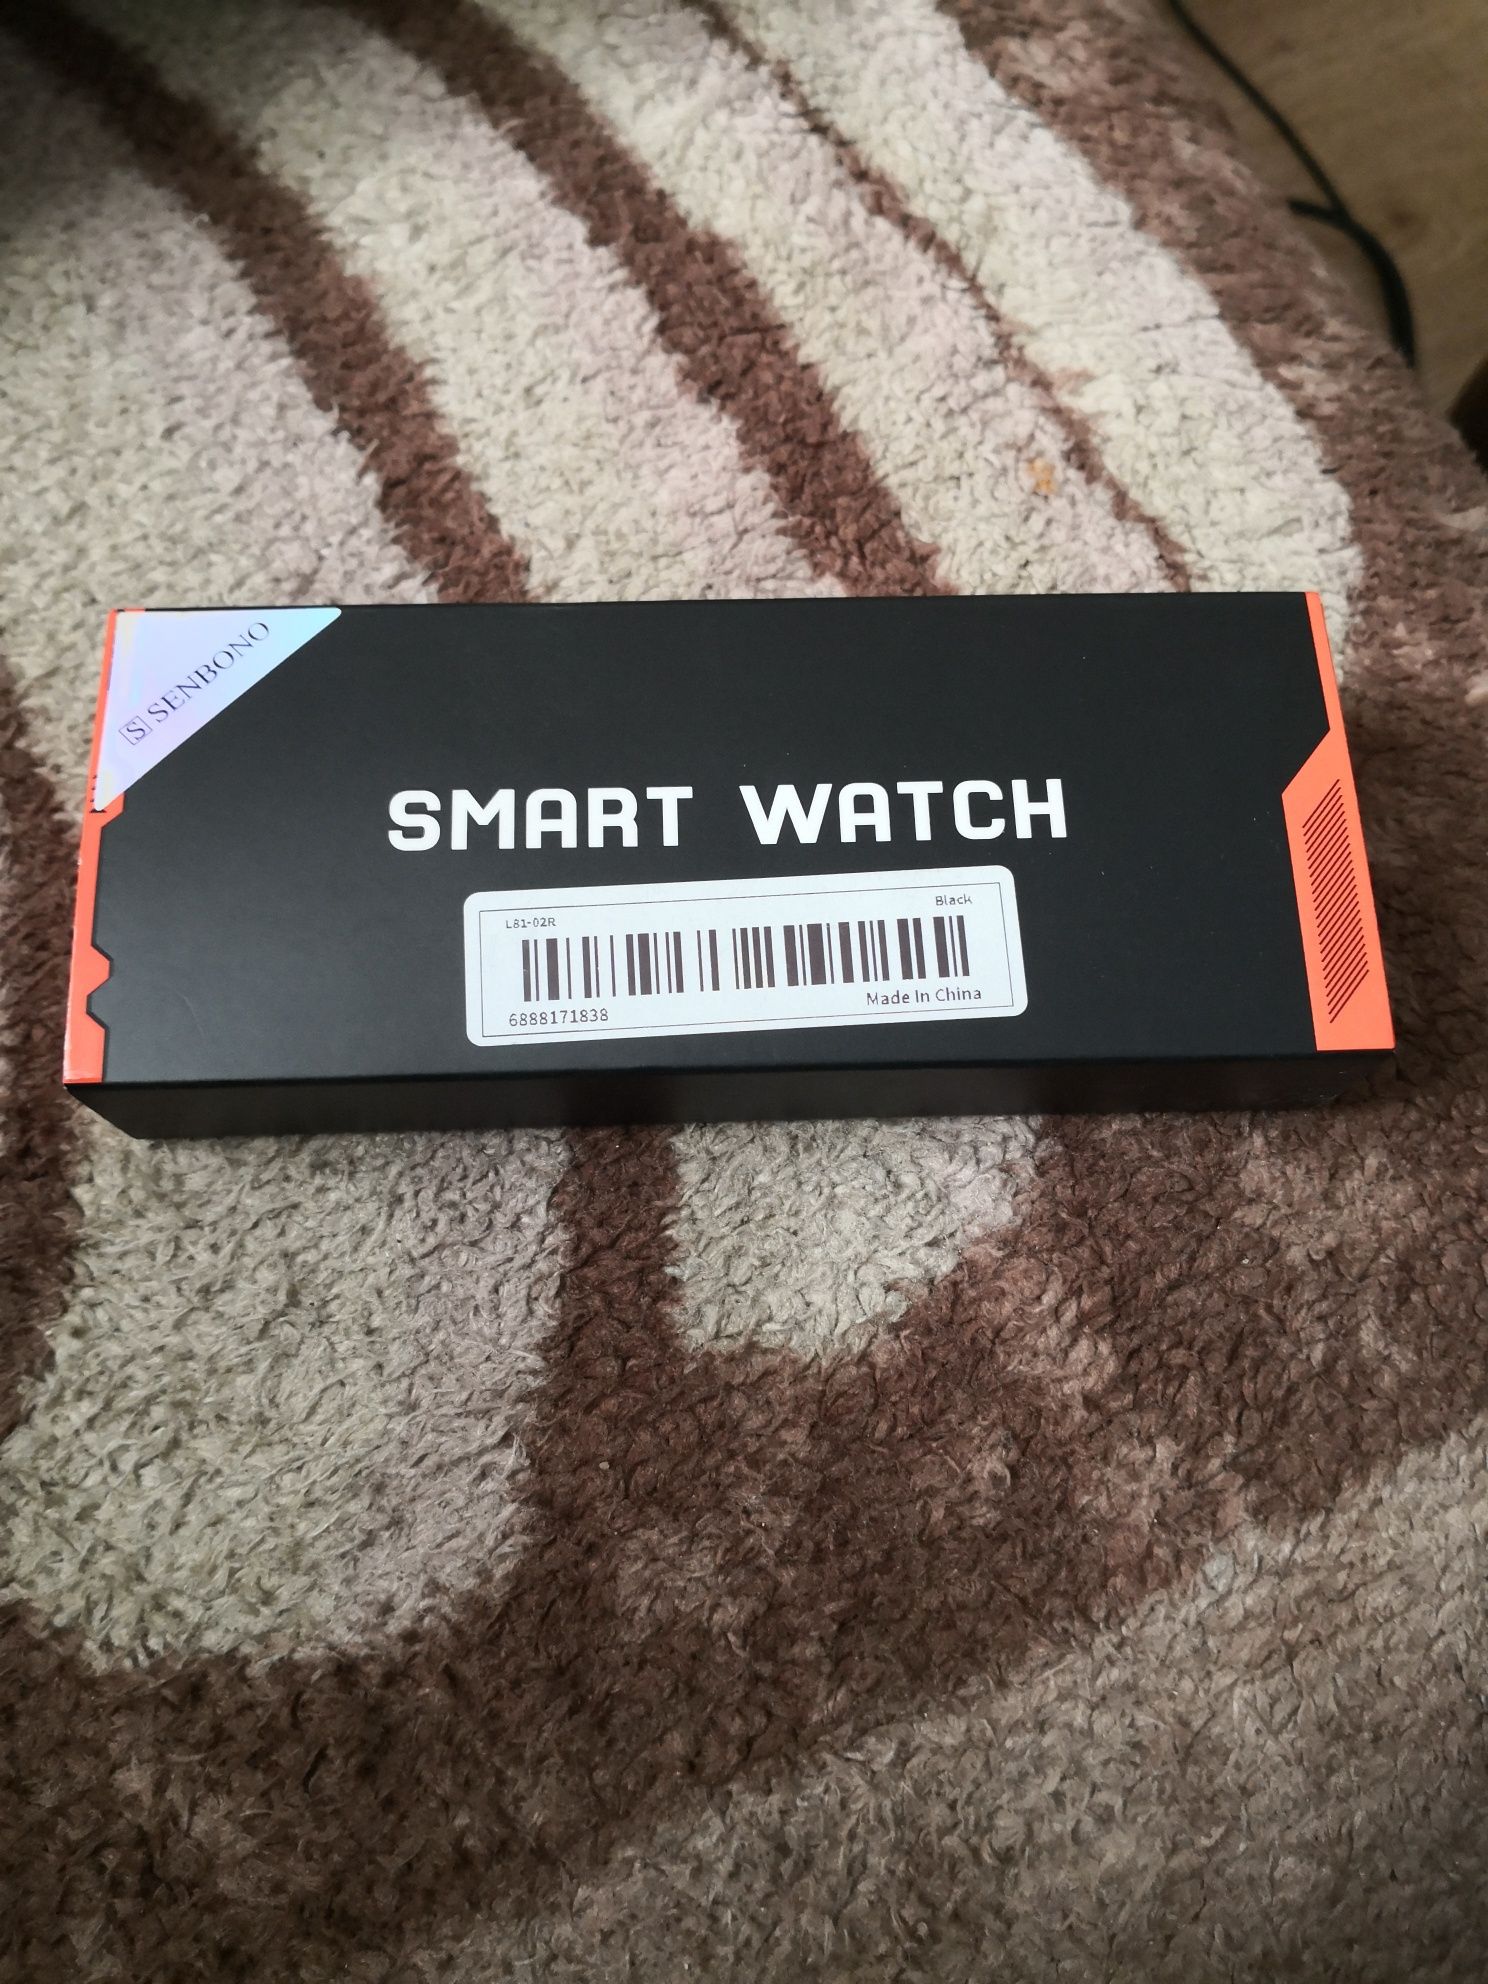 S SENBONO
SMART WATCH
L81-02R Black
6888171838 Made In China